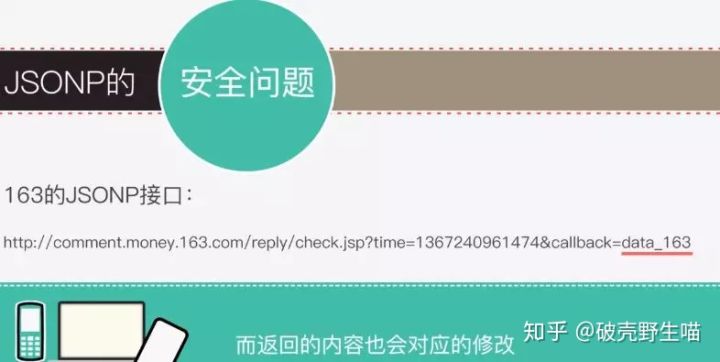 JSONP的 安全问题
163的JSONP接口：
http://comment.money.163.com/reply/check.jsp?time=1367240961474&callback=data_163
而返回的内容也会对应的修改
知乎 @破壳野生喵